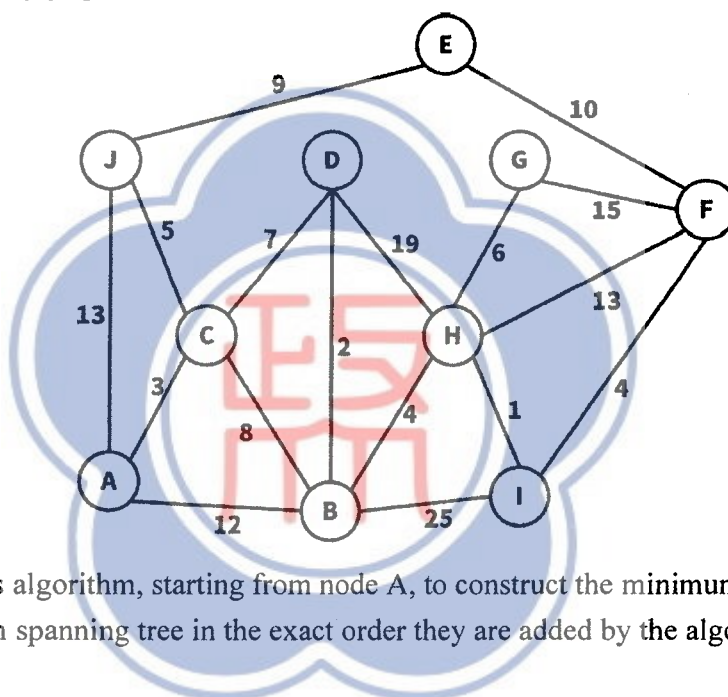 E
9
10
J
D
G
F
5
7
19
6
15
13
C
2
H
13
3
8
4
1
4
A
B
I
12
25
s algorithm, starting from node A, to construct the minimum
spanning tree in the exact order they are added by the algo